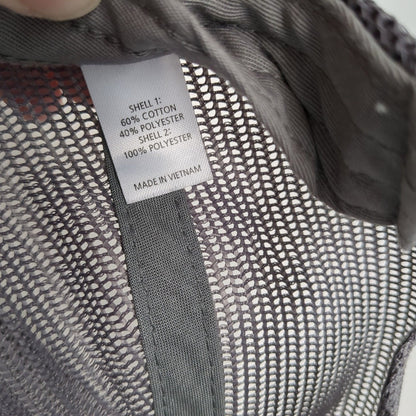 SHELL 1:
60% COTTON
40% POLYESTER
SHELL 2:
100% POLYESTER
MADE IN VIETNAM